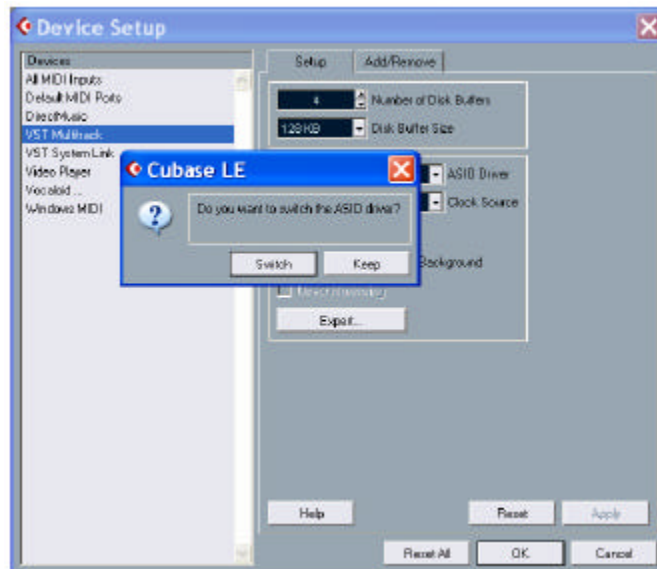 Device Setup
Devices
All MIDI Inputs
Default MIDI Ports
DirectMusic
VST Multitrack
VST System Link
Video Player
Vocaloid ...
Windows MIDI
Setup
Add/Remove
4 Number of Disk Buffers
128 KB Disk Buffer Size
ASIO Driver
Clock Source
Background
Expert...
Cubase LE
Do you want to switch the ASIO driver?
Switch
Keep
Help
Reset
Apply
Reset All
OK
Cancel